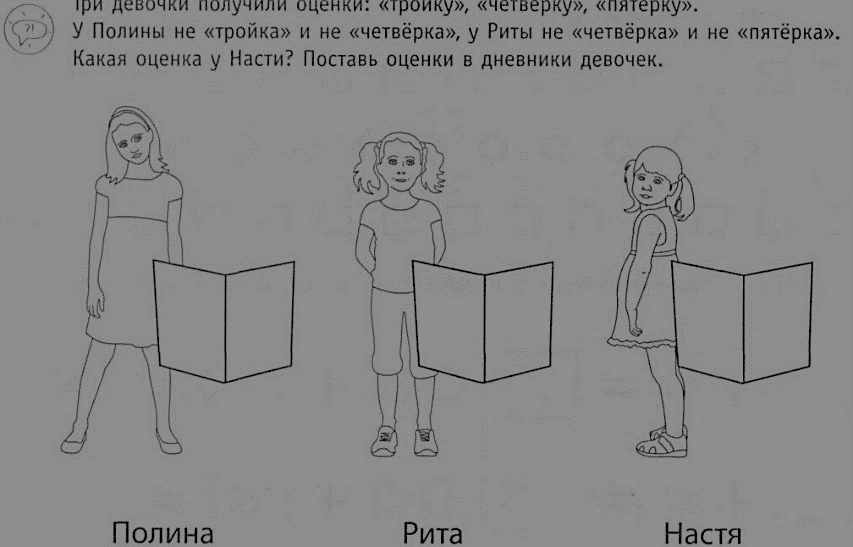 Три девочки получили оценки: «тройку», «четвёрку», «пятёрку».
У Полины не «тройка» и не «четвёрка», у Риты не «четвёрка» и не «пятёрка».
Какая оценка у Насти? Поставь оценки в дневники девочек.
?!
Полина Рита Настя